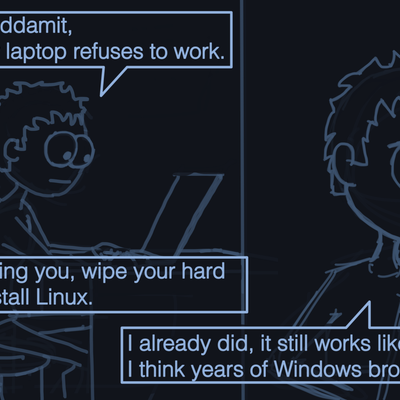 ddamit,
laptop refuses to work.
ing you, wipe your hard
stall Linux.
I already did, it still works like
I think years of Windows bro